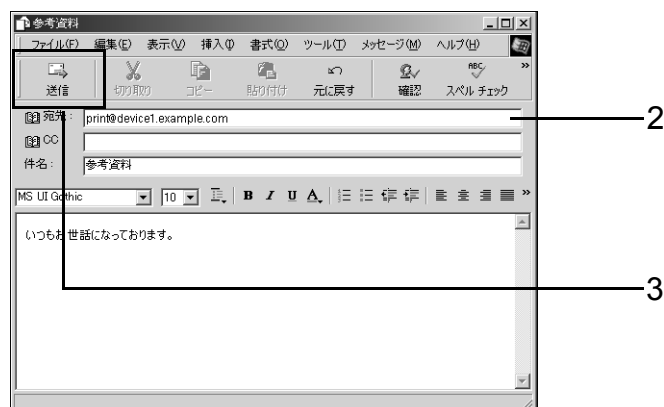 参考資料
ファイル(F) 編集(E) 表示(V) 挿入(I) 書式(O) ツール(T) メッセージ(M) ヘルプ(H)
送信 切り取り コピー 貼り付け 元に戻す 確認 スペル チェック »
宛先: print@device1.example.com
2
CC
件名: 参考資料
MS UI Gothic 10 B I U A »
いつもお世話になっております。
3